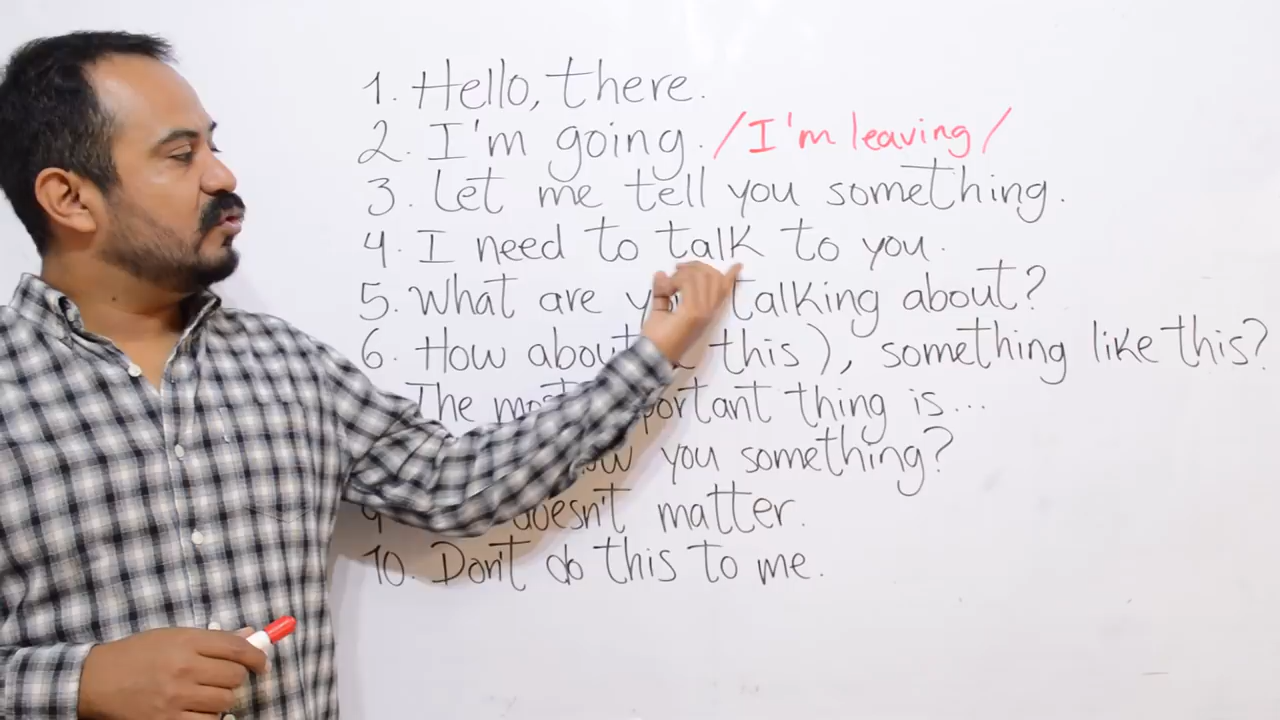 1. Hello, there.
2. I'm going. /I'm leaving/
3. Let me tell you something.
4. I need to talk to you.
5. What are you talking about?
6. How about this), something like this?
The most important thing is...
you something?
doesn't matter.
10. Don't do this to me.